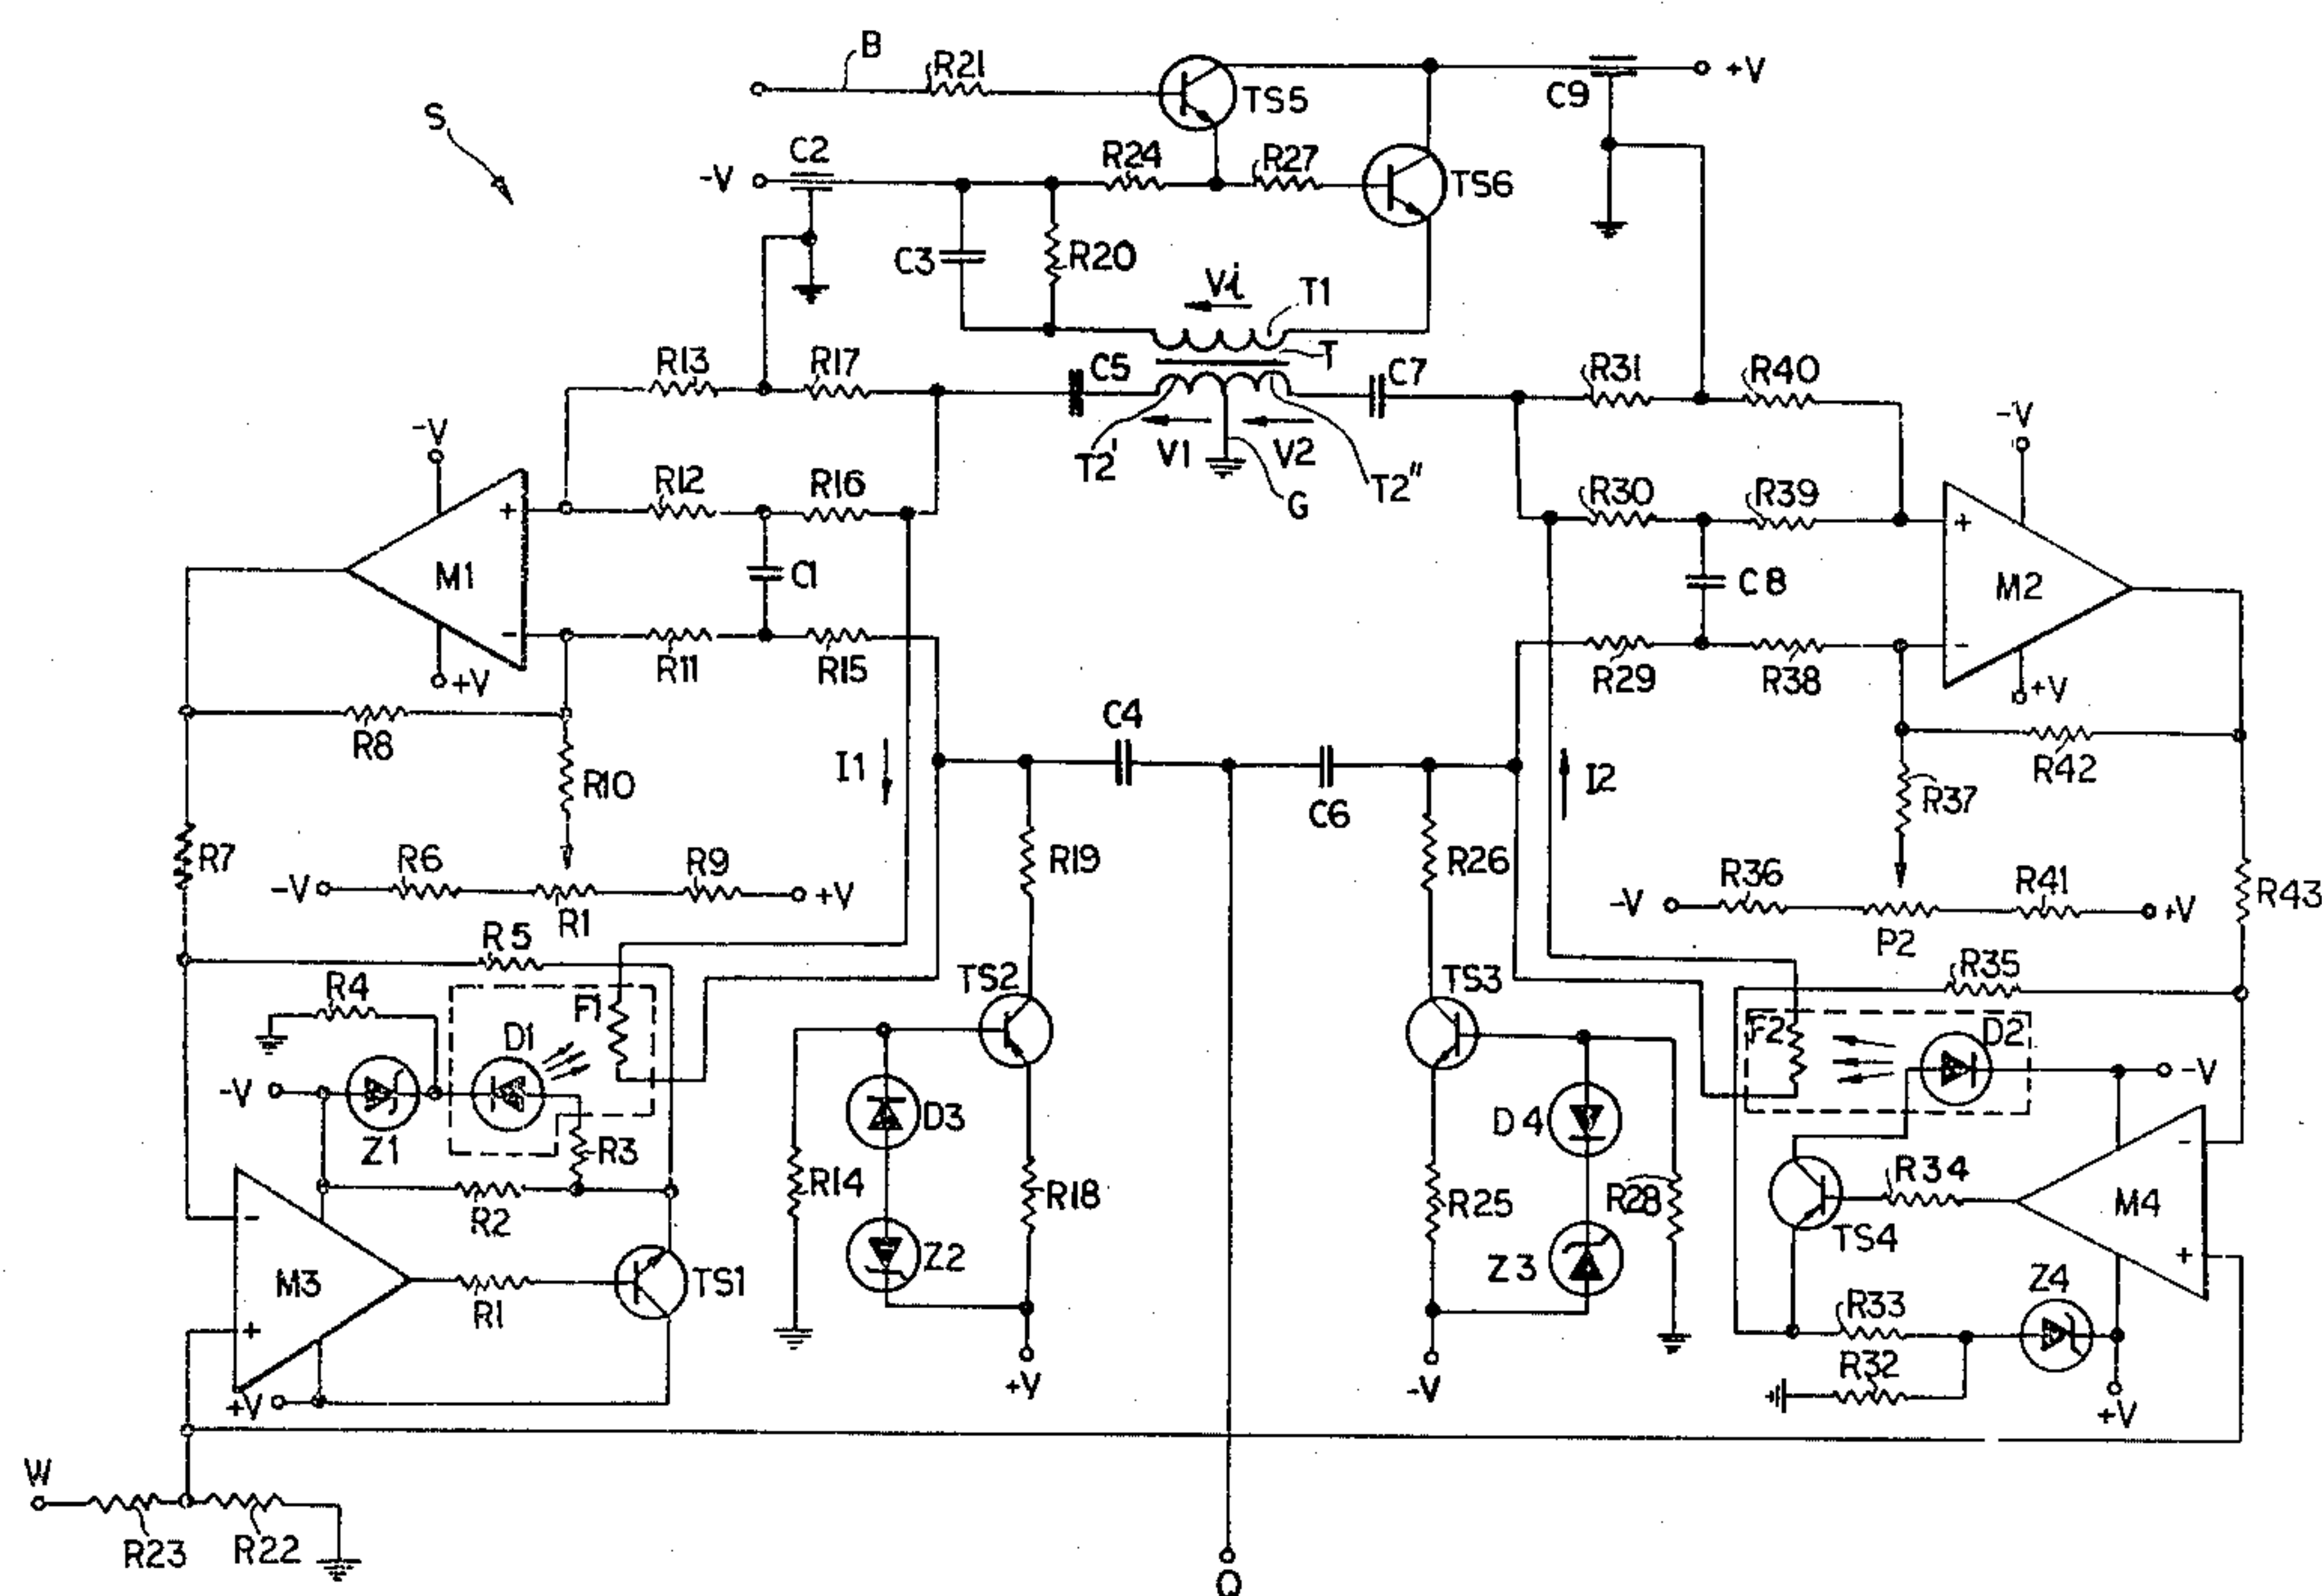 B
R21
TS5
C9
+V
S
C2
R24
R27
TS6
-V
C3
R20
Vi
T1
T
R13
R17
C5
C7
R31
R40
-V
V1
V2
T2'
T2"
G
-V
R12
R16
R30
R39
+
M1
C1
C8
+
M2
-
-
+V
R11
R15
R29
R38
+V
R8
C4
R42
I1
I2
R10
C6
R37
R7
R6
R9
R19
R26
R36
R41
R43
-V
+V
-V
+V
R1
P2
R5
TS2
TS3
R35
R4
F1
D1
F2
D2
-V
Z1
R3
D3
D4
-V
R14
R18
R25
R28
R34
-
M4
R2
-
M3
TS1
Z2
Z3
TS4
+
Z4
R1
R33
+
R32
+V
+V
-V
+V
W
R23
R22
Q